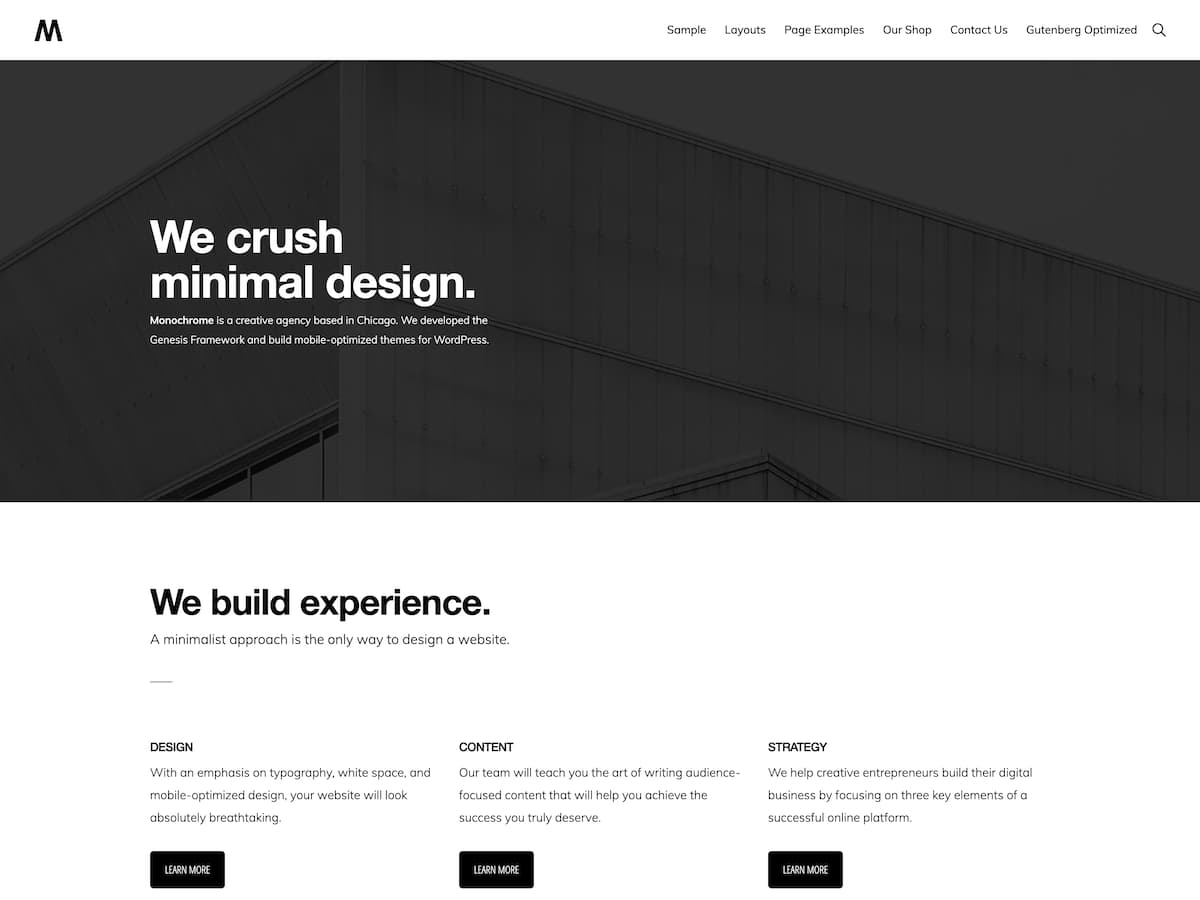 M
Sample Layouts Page Examples Our Shop Contact Us Gutenberg Optimized
We crush
minimal design.
Monochrome is a creative agency based in Chicago. We developed the
Genesis Framework and build mobile-optimized themes for WordPress.
We build experience.
A minimalist approach is the only way to design a website.
DESIGN
With an emphasis on typography, white space, and
mobile-optimized design, your website will look
absolutely breathtaking.
LEARN MORE
CONTENT
Our team will teach you the art of writing audience-
focused content that will help you achieve the
success you truly deserve.
LEARN MORE
STRATEGY
We help creative entrepreneurs build their digital
business by focusing on three key elements of a
successful online platform.
LEARN MORE